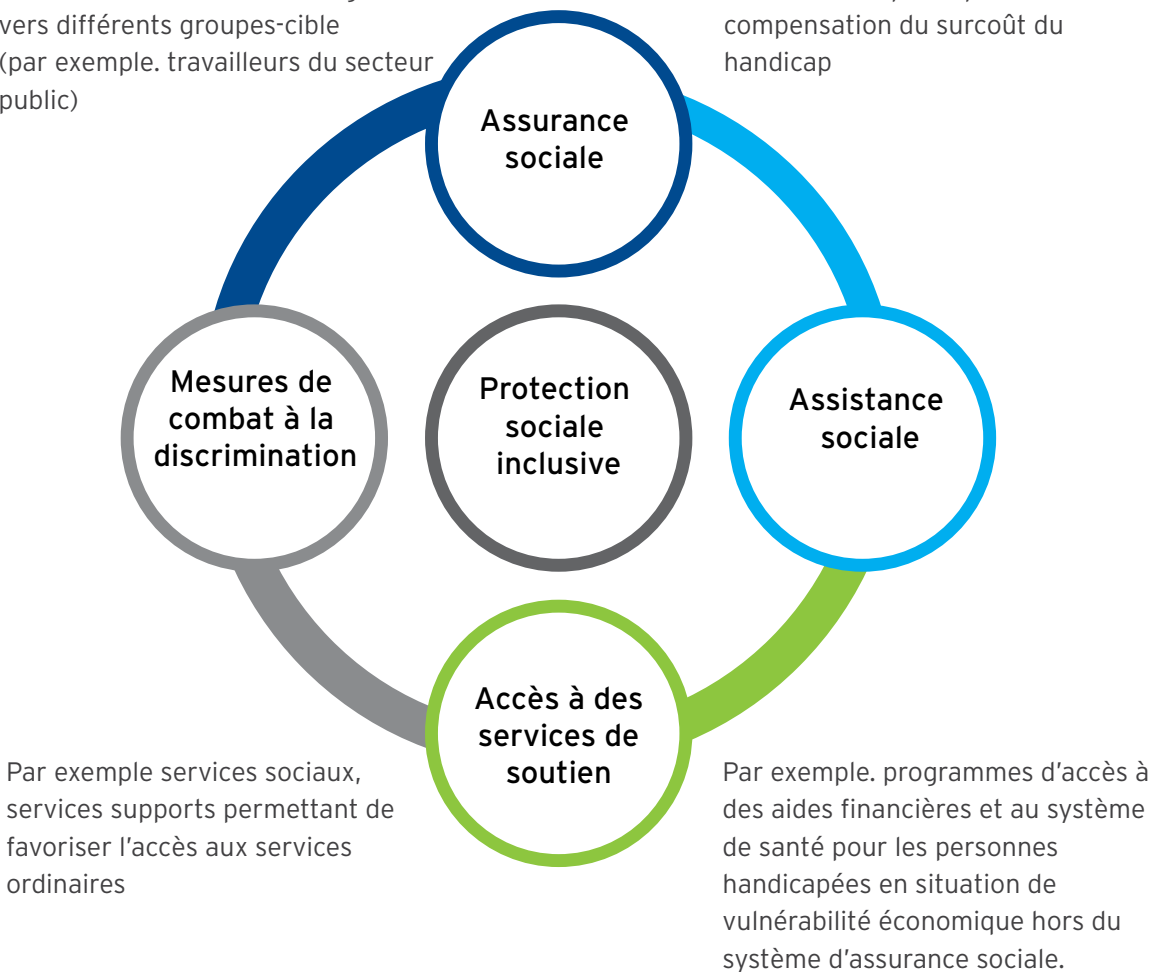 vers différents groupes-cible
(par exemple. travailleurs du secteur
public)
compensation du surcoût du
handicap
Assurance
sociale
Mesures de
combat à la
discrimination
Protection
sociale
inclusive
Assistance
sociale
Accès à des
services de
soutien
Par exemple services sociaux,
services supports permettant de
favoriser l'accès aux services
ordinaires
Par exemple. programmes d'accès à
des aides financières et au système
de santé pour les personnes
handicapées en situation de
vulnérabilité économique hors du
système d'assurance sociale.